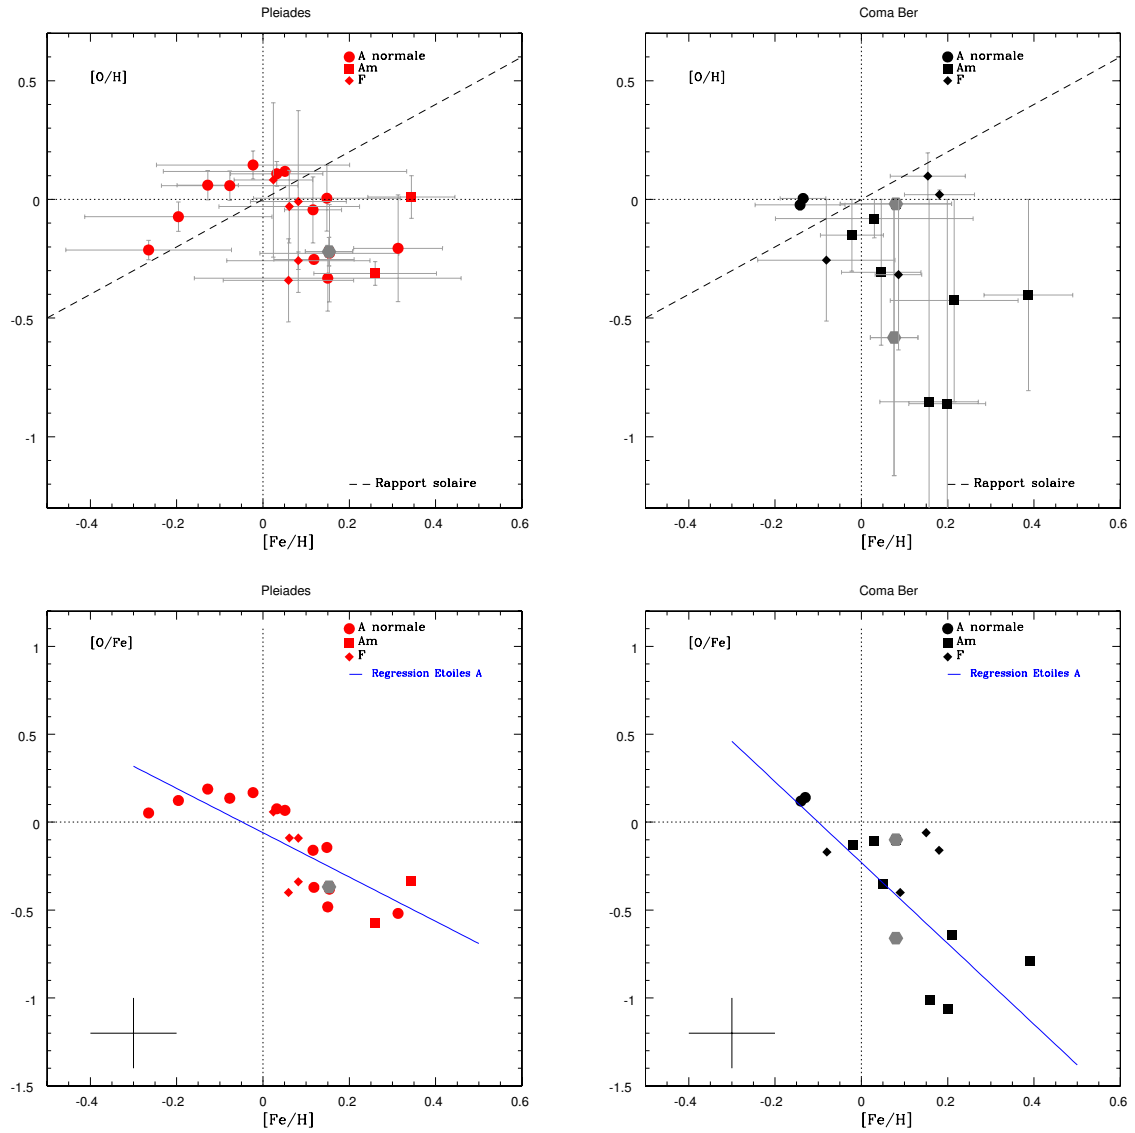 Pleiades
Coma Ber
[O/H]
A normale
Am
F
[O/H]
A normale
Am
F
0.5
0
-0.5
-1
0.5
0
-0.5
-1
Rapport solaire
Rapport solaire
-0.4 -0.2 0 0.2 0.4 0.6
-0.4 -0.2 0 0.2 0.4 0.6
[Fe/H]
[Fe/H]
Pleiades
Coma Ber
[O/Fe]
A normale
Am
F
Regression Etoiles A
[O/Fe]
A normale
Am
F
Regression Etoiles A
1
0.5
0
-0.5
-1
-1.5
1
0.5
0
-0.5
-1
-1.5
-0.4 -0.2 0 0.2 0.4 0.6
-0.4 -0.2 0 0.2 0.4 0.6
[Fe/H]
[Fe/H]